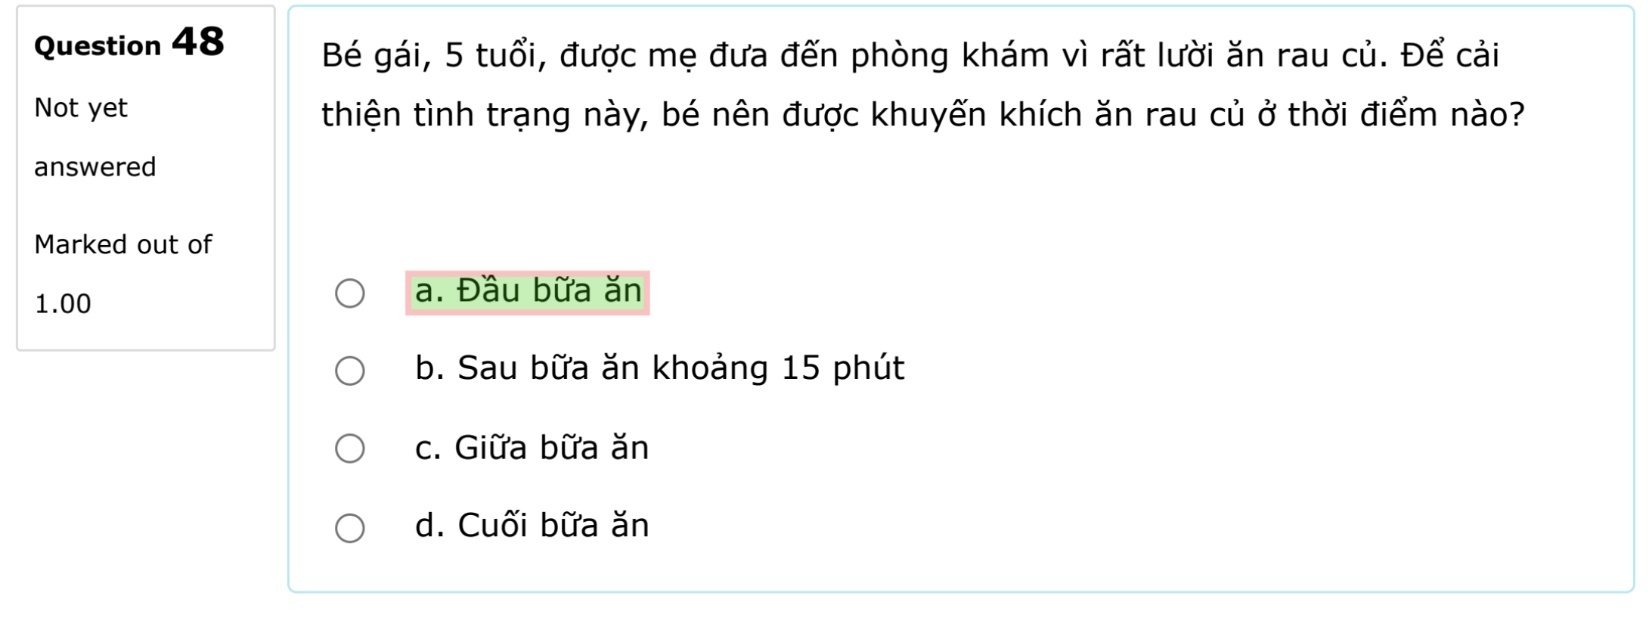 Question 48
Not yet
answered
Marked out of
1.00
Bé gái, 5 tuổi, được mẹ đưa đến phòng khám vì rất lười ăn rau củ. Để cải
thiện tình trạng này, bé nên được khuyến khích ăn rau củ ở thời điểm nào?
a. Đầu bữa ăn
b. Sau bữa ăn khoảng 15 phút
c. Giữa bữa ăn
d. Cuối bữa ăn